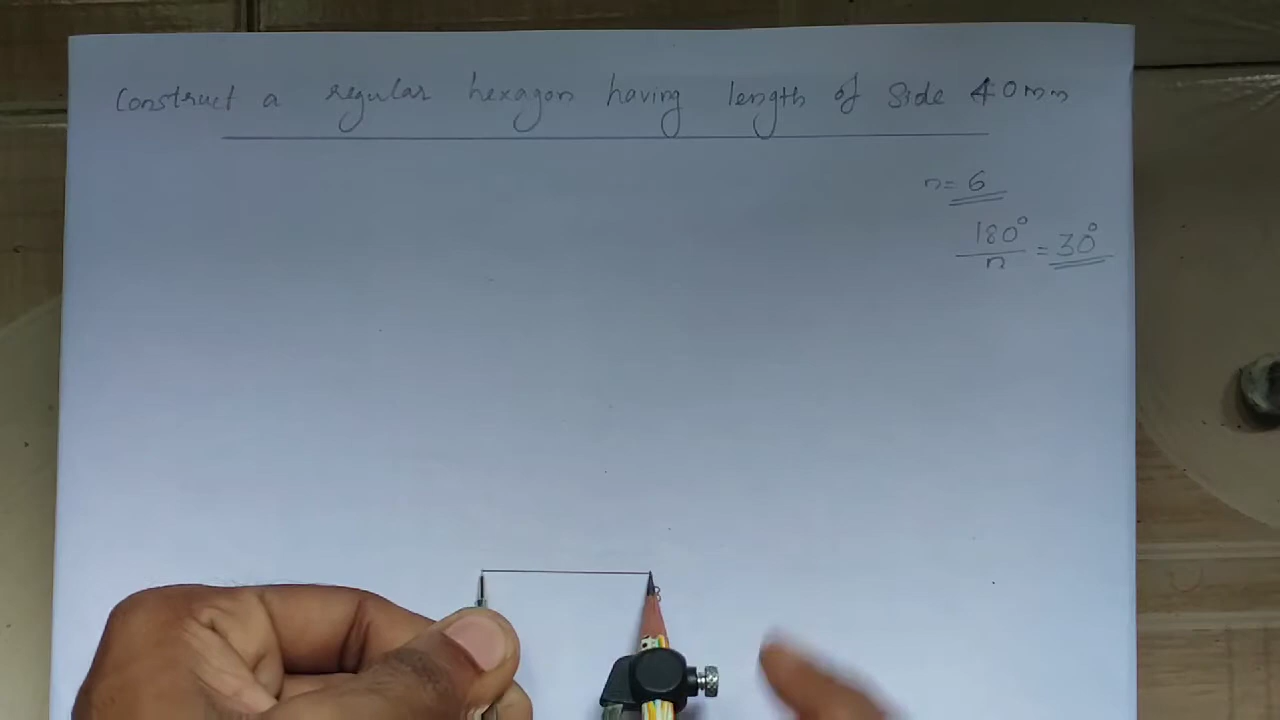 Construct a regular hexagon having length of Side 40mm
n = 6
180°
n
= 30°